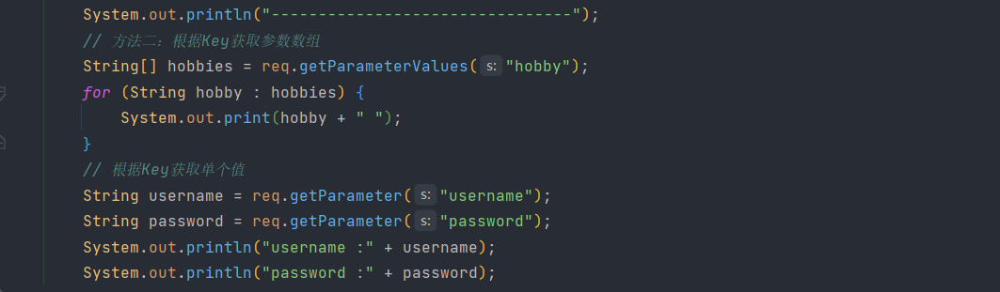 System.out.println("--------------------------------");
// 方法二：根据Key获取参数数组
String[] hobbies = req.getParameterValues( s: "hobby");
for (String hobby : hobbies) {
    System.out.print(hobby + " ");
}
// 根据Key获取单个值
String username = req.getParameter( s: "username");
String password = req.getParameter( s: "password");
System.out.println("username :" + username);
System.out.println("password :" + password);